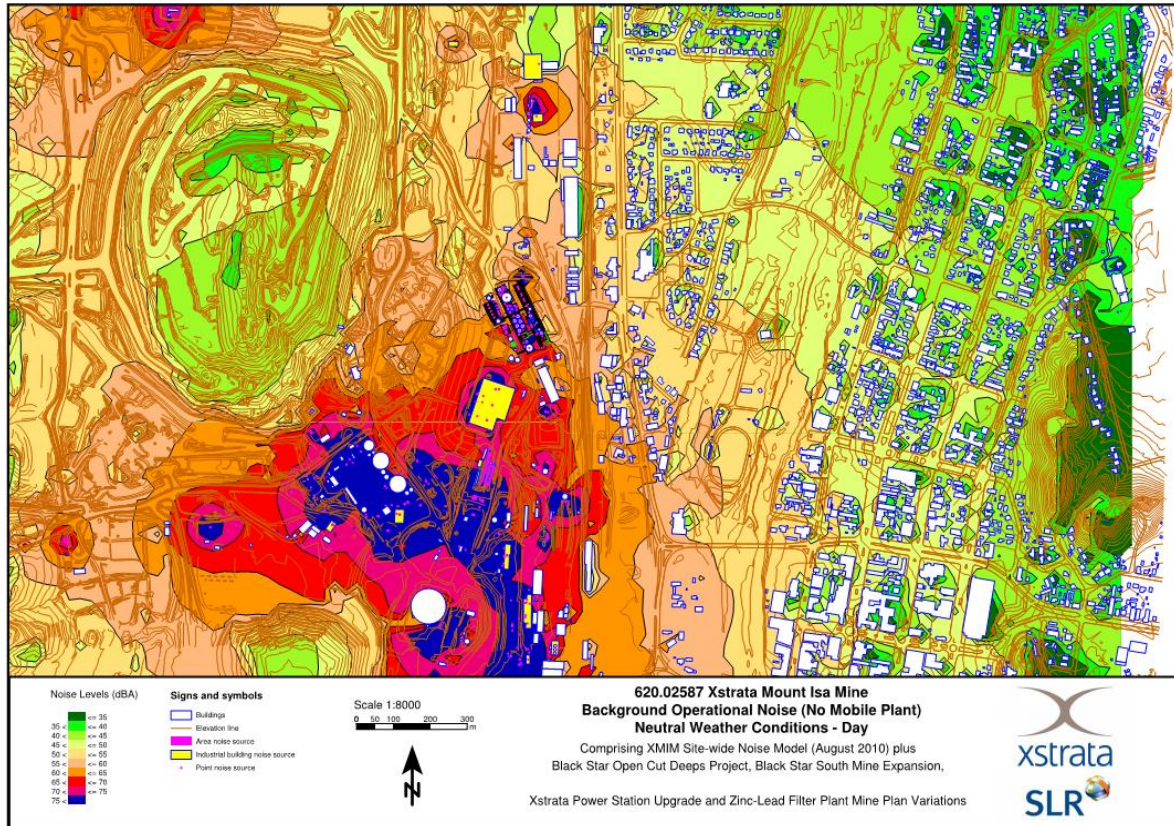 Noise Levels (dBA)
<= 35
35 < <= 40
40 < <= 45
45 < <= 50
50 < <= 55
55 < <= 60
60 < <= 65
65 < <= 70
70 < <= 75
75 <
Signs and symbols
Buildings
Elevation line
Area noise source
Industrial building noise source
Point noise source
Scale 1:8000
0 50 100 200 300
m
N
620.02587 Xstrata Mount Isa Mine
Background Operational Noise (No Mobile Plant)
Neutral Weather Conditions - Day
Comprising XMIM Site-wide Noise Model (August 2010) plus
Black Star Open Cut Deeps Project, Black Star South Mine Expansion,
Xstrata Power Station Upgrade and Zinc-Lead Filter Plant Mine Plan Variations
xstrata
SLR